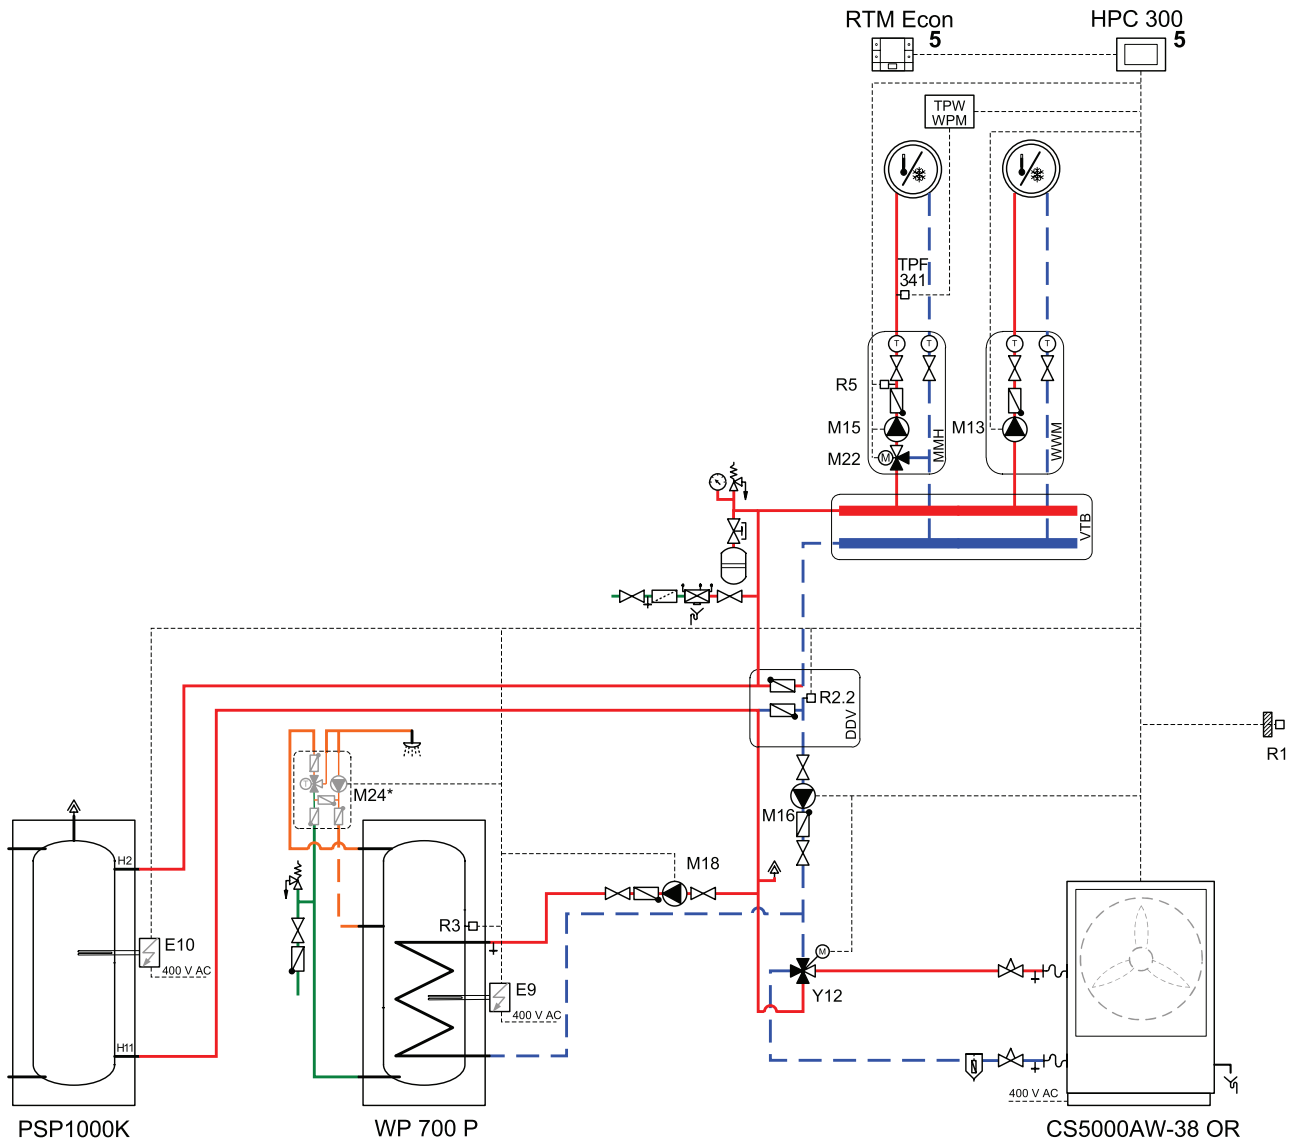 RTM Econ
5
HPC 300
5
TPW
WPM
TPF
341
T
T
T
T
R5
M15
M13
M22
M
MMH
WWM
VTB
R2.2
DDV
R1
T
M24*
M16
H2
M18
R3
E10
400 V AC
M
E9
Y12
400 V AC
H11
400 V AC
PSP1000K
WP 700 P
CS5000AW-38 OR